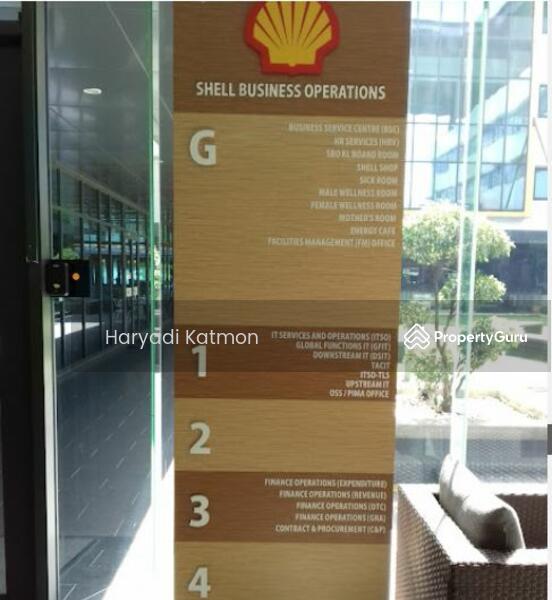 SHELL BUSINESS OPERATIONS
G
BUSINESS SERVICE CENTRE (BSC)
HR SERVICES (HRV)
SBO KL BOARD ROOM
SHELL SHOP
SICK ROOM
MALE WELLNESS ROOM
FEMALE WELLNESS ROOM
MOTHER'S ROOM
ENERGY CAFE
FACILITIES MANAGEMENT (FM) OFFICE
Haryadi Katmon
PropertyGuru
1
IT SERVICES AND OPERATIONS (ITSO)
GLOBAL FUNCTIONS IT (GFIT)
DOWNSTREAM IT (DSIT)
TACIT
ITSO-TLS
UPSTREAM IT
OSS / PIMA OFFICE
2
3
FINANCE OPERATIONS (EXPENDITURE)
FINANCE OPERATIONS (REVENUE)
FINANCE OPERATIONS (DTC)
FINANCE OPERATIONS (GRA)
CONTRACT & PROCUREMENT (C&P)
4